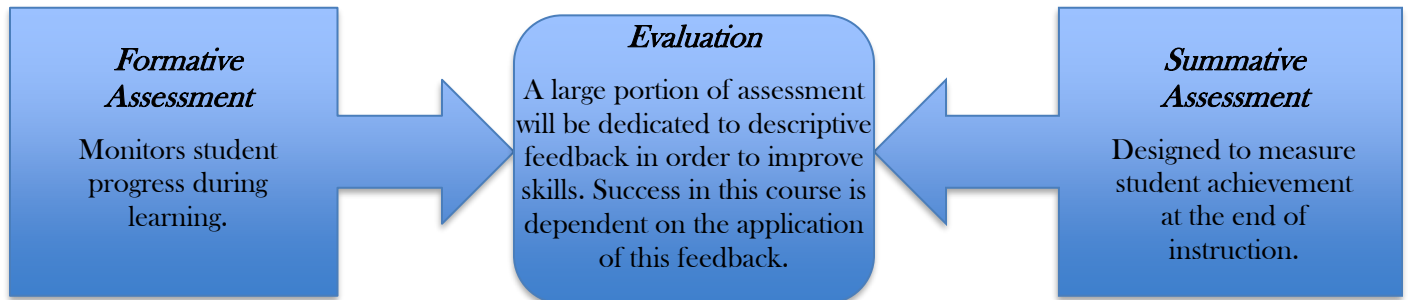 Formative
Assessment
Monitors student
progress during
learning.
Evaluation
A large portion of assessment
will be dedicated to descriptive
feedback in order to improve
skills. Success in this course is
dependent on the application
of this feedback.
Summative
Assessment
Designed to measure
student achievement
at the end of
instruction.